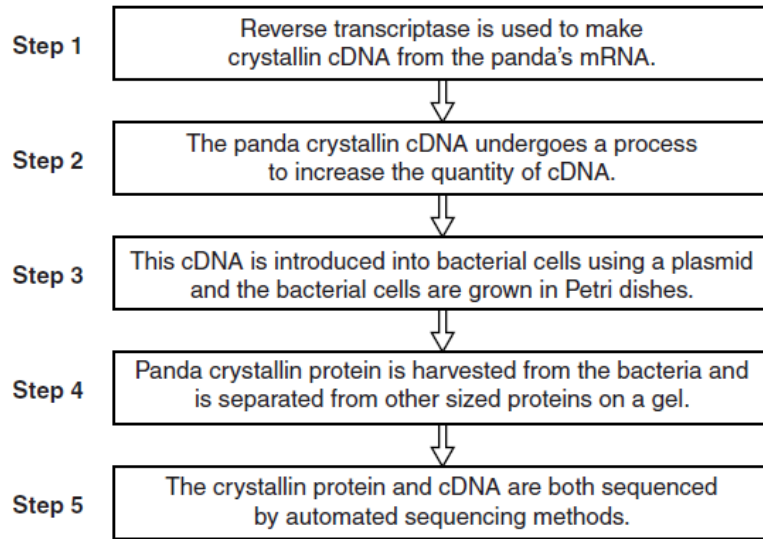 Step 1
Reverse transcriptase is used to make
crystallin cDNA from the panda's mRNA.
Step 2
The panda crystallin cDNA undergoes a process
to increase the quantity of cDNA.
Step 3
This cDNA is introduced into bacterial cells using a plasmid
and the bacterial cells are grown in Petri dishes.
Step 4
Panda crystallin protein is harvested from the bacteria and
is separated from other sized proteins on a gel.
Step 5
The crystallin protein and cDNA are both sequenced
by automated sequencing methods.